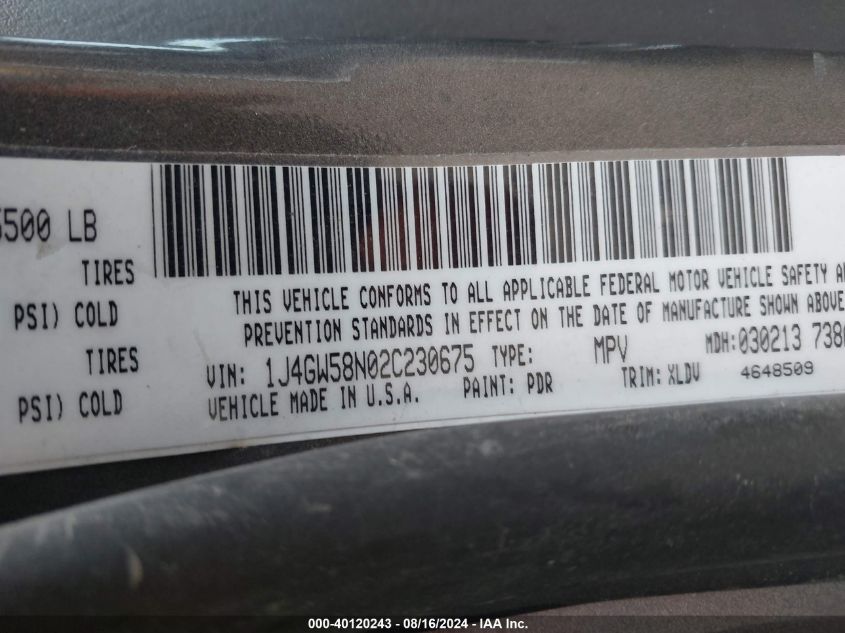 500 LB
TIRES
PSI) COLD
TIRES
PSI) COLD
THIS VEHICLE CONFORMS TO ALL APPLICABLE FEDERAL MOTOR VEHICLE SAFETY
PREVENTION STANDARDS IN EFFECT ON THE DATE OF MANUFACTURE SHOWN ABOVE
VIN: 1J4GW58N02C230675 TYPE: MPV MDH:030213 738
VEHICLE MADE IN U.S.A. PAINT: PDR TRIM: XLDV 4648509
000-40120243 - 08/16/2024 - IAA Inc.